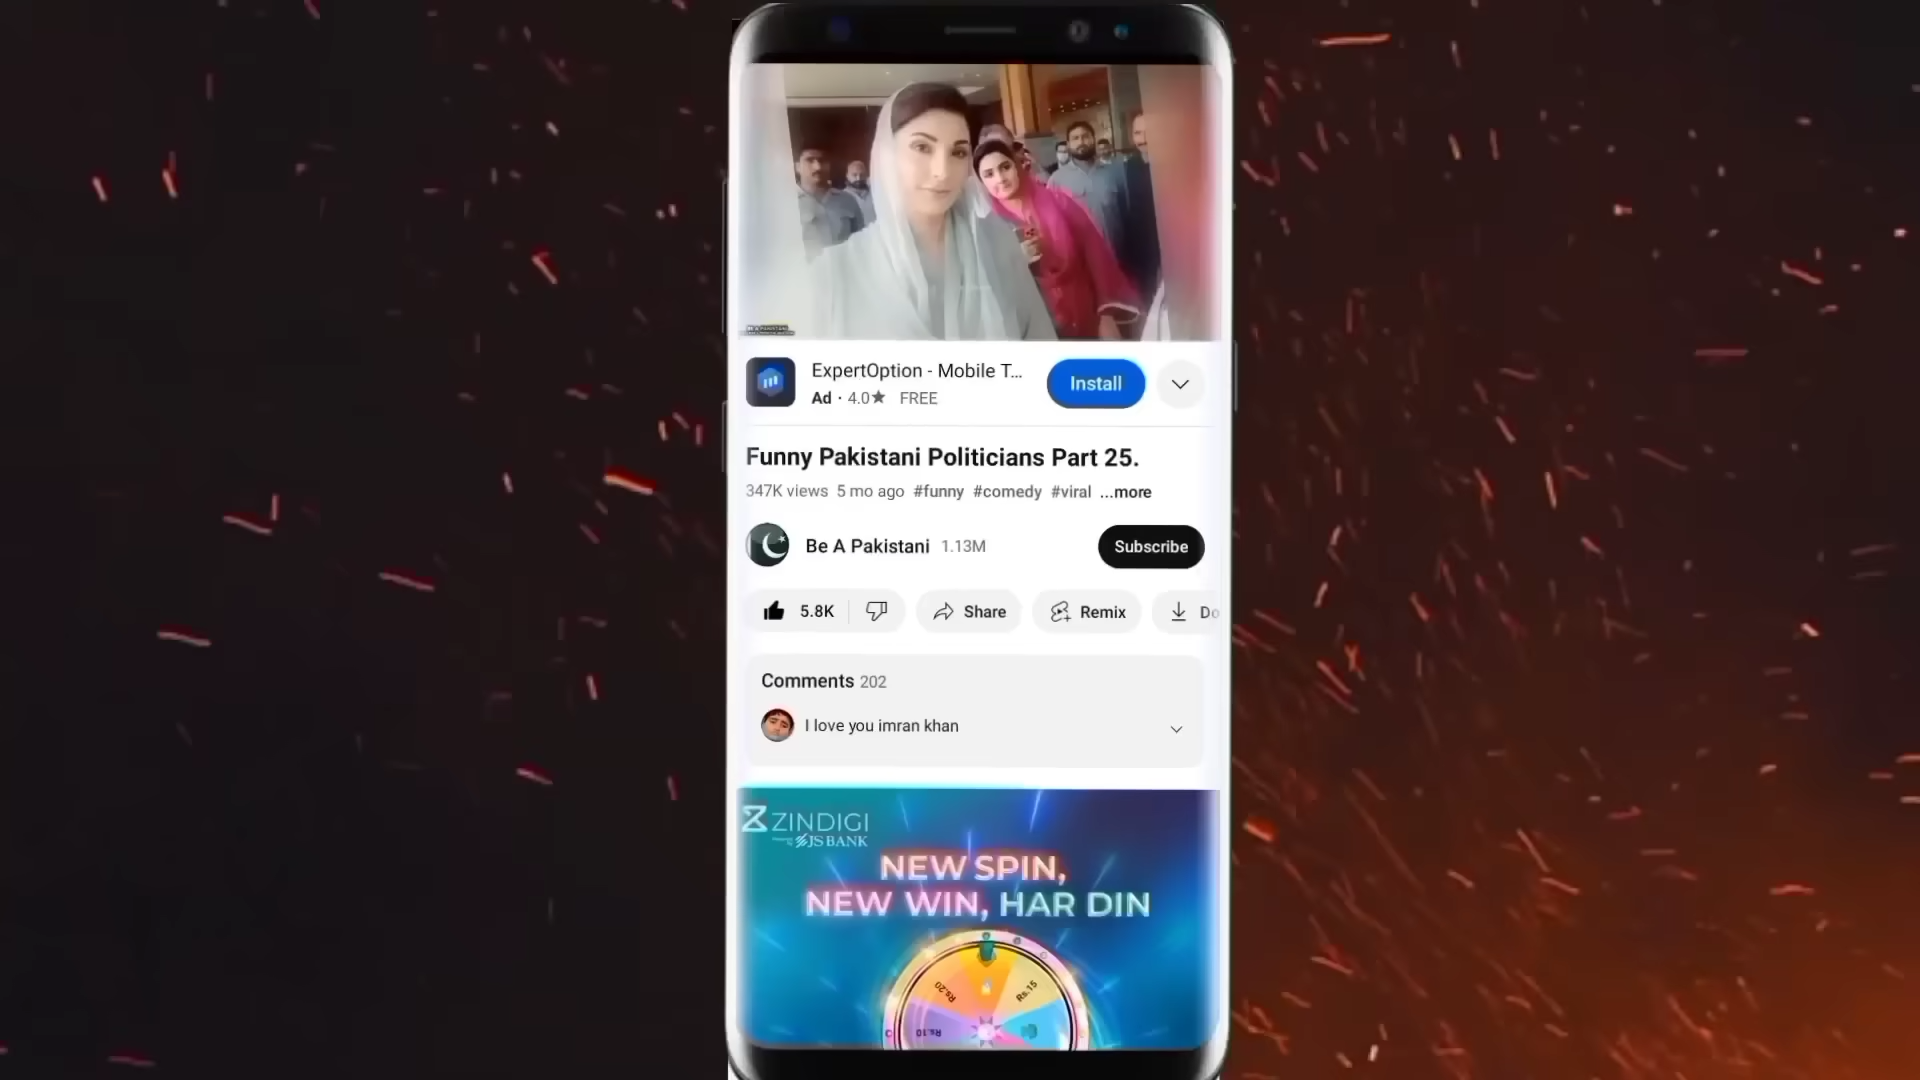 ExpertOption - Mobile T...
Install
Ad · 4.0★ FREE
Funny Pakistani Politicians Part 25.
347K views 5 mo ago #funny #comedy #viral ...more
Be A Pakistani 1.13M
Subscribe
5.8K
Share
Remix
Do
Comments 202
I love you imran khan
ZINDIGI
JS BANK
NEW SPIN,
NEW WIN, HAR DIN
Rs.20
Rs.15
Rs.10